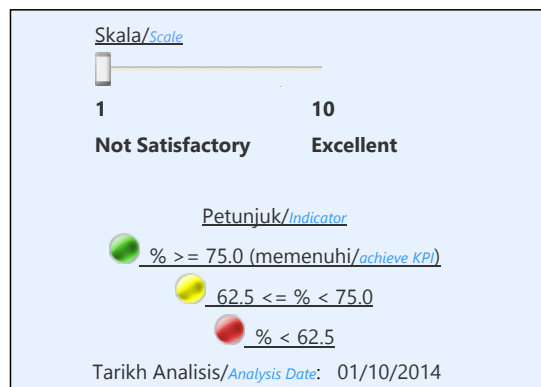 Skala/Scale
1 10
Not Satisfactory Excellent
Petunjuk/Indicator
% >= 75.0 (memenuhi/achieve KPI)
62.5 <= % < 75.0
% < 62.5
Tarikh Analisis/Analysis Date: 01/10/2014